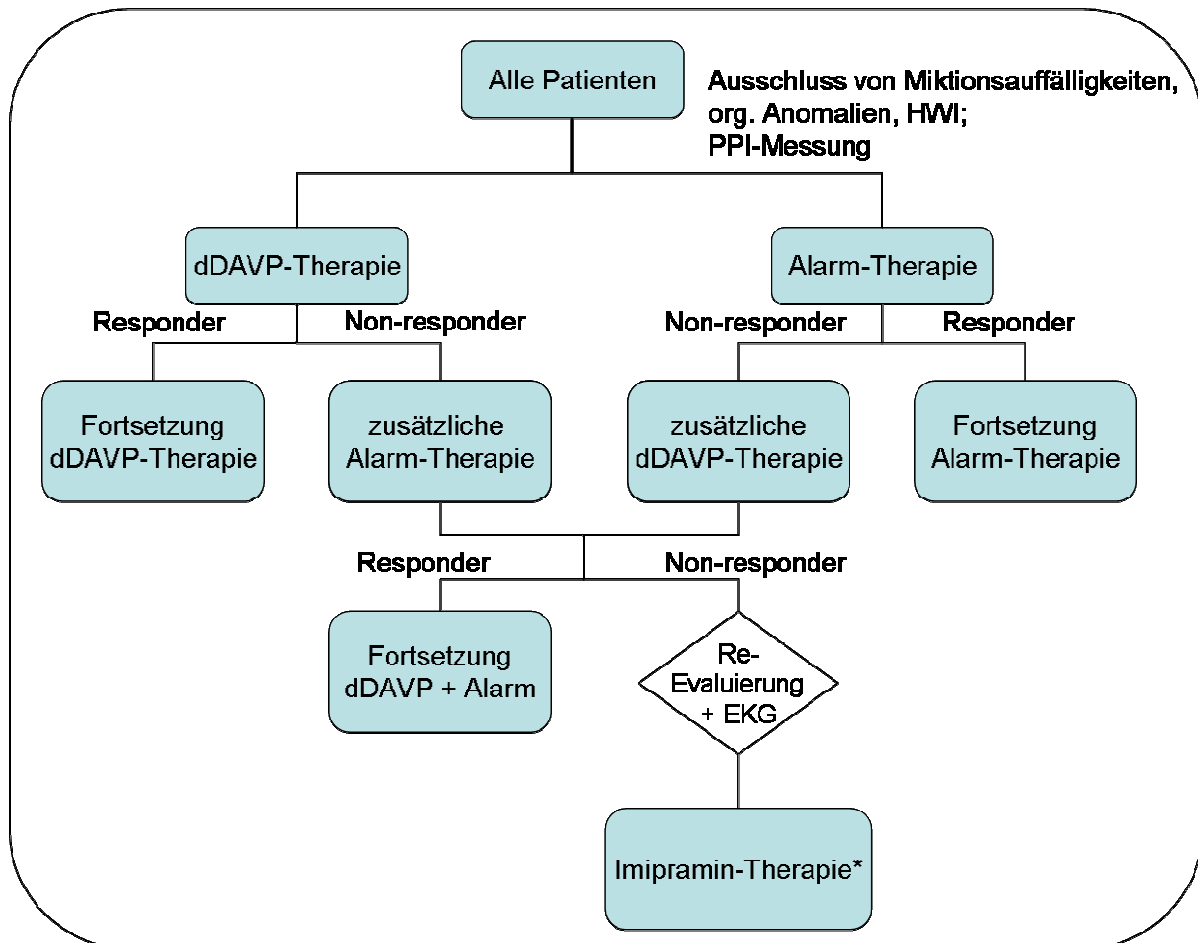 Alle Patienten
Ausschluss von Miktionsauffälligkeiten,
org. Anomalien, HWI;
PPI-Messung
dDAVP-Therapie
Alarm-Therapie
Responder
Non-responder
Non-responder
Responder
Fortsetzung
dDAVP-Therapie
zusätzliche
Alarm-Therapie
zusätzliche
dDAVP-Therapie
Fortsetzung
Alarm-Therapie
Responder
Non-responder
Fortsetzung
dDAVP + Alarm
Re-
Evaluierung
+ EKG
Imipramin-Therapie*